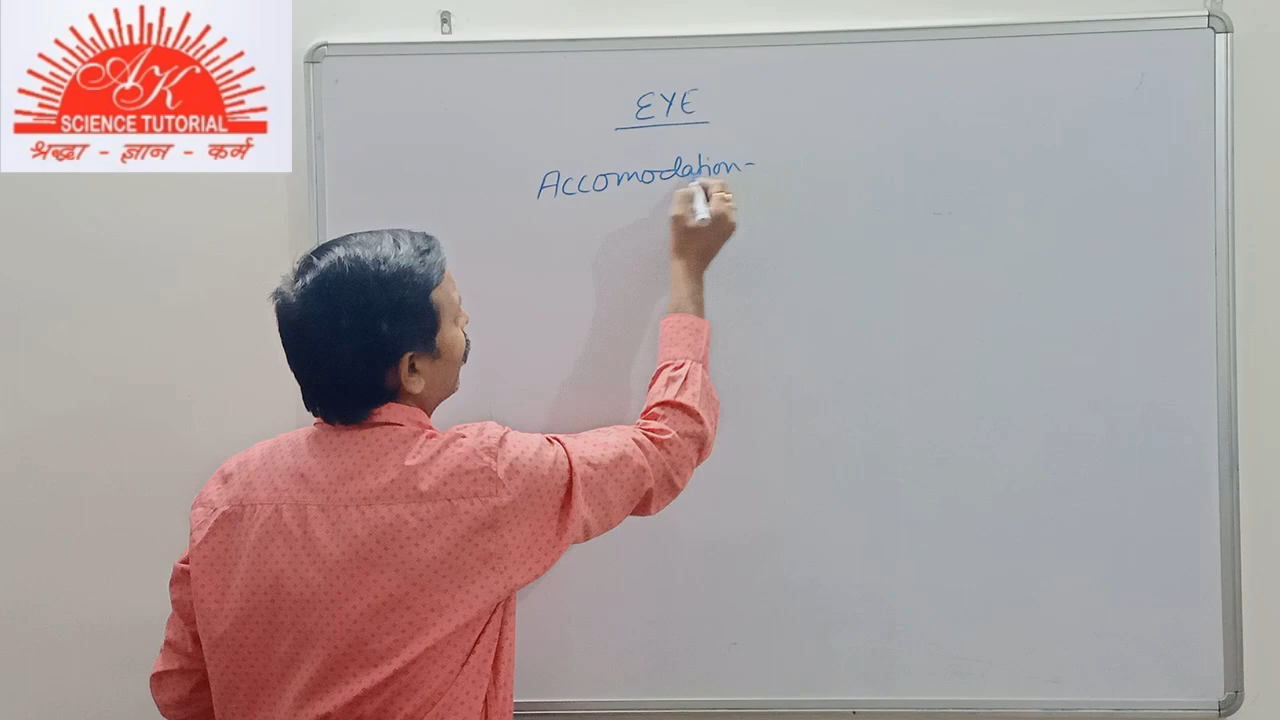 AK
SCIENCE TUTORIAL
श्रद्धा - ज्ञान - कर्म
EYE
Accomodation-